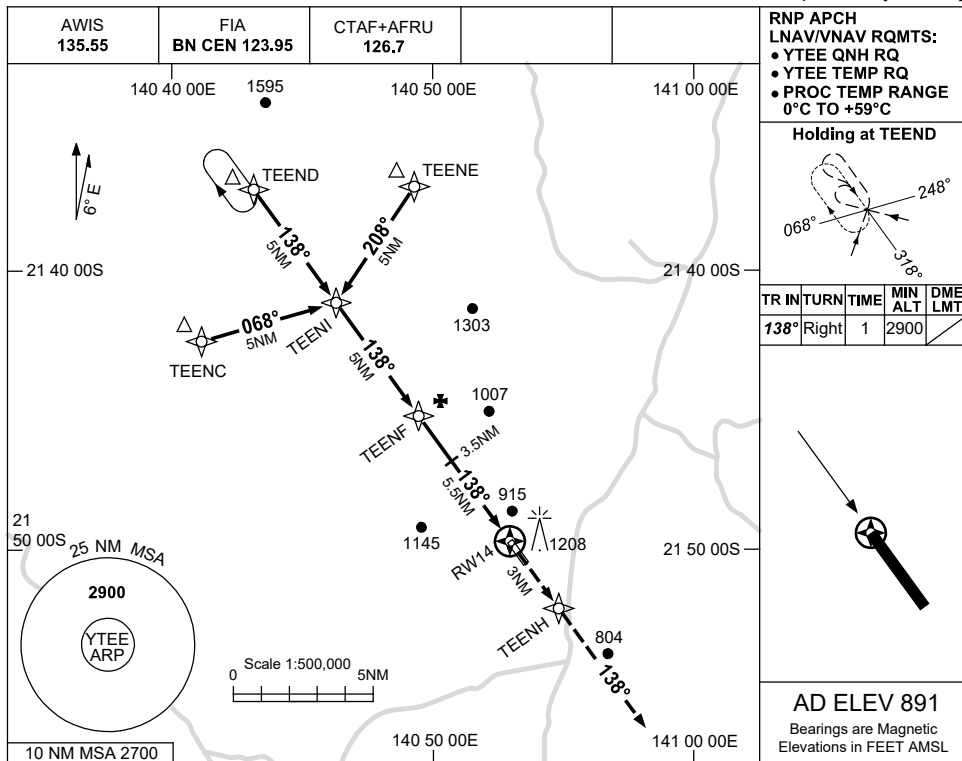 AWIS
135.55
FIA
BN CEN 123.95
CTAF+AFRU
126.7
RNP APCH
LNAV/VNAV RQMTS:
• YTEE QNH RQ
• YTEE TEMP RQ
• PROC TEMP RANGE
0°C TO +59°C
140 40 00E
140 50 00E
141 00 00E
1595
6° E
TEEND
TEENE
138°
5NM
208°
5NM
21 40 00S
21 40 00S
068°
5NM
TEENI
TEENC
1303
138°
5NM
1007
TEENF
3.5NM
138°
5.5NM
915
1145
1208
RW14
3NM
TEENH
804
138°
21
50 00S
21 50 00S
25 NM MSA
2900
YTEE
ARP
10 NM MSA 2700
Scale 1:500,000
0
5NM
140 50 00E
141 00 00E
Holding at TEEND
248°
068°
318°
TR IN TURN TIME MIN ALT DME LMT
138° Right 1 2900
AD ELEV 891
Bearings are Magnetic
Elevations in FEET AMSL